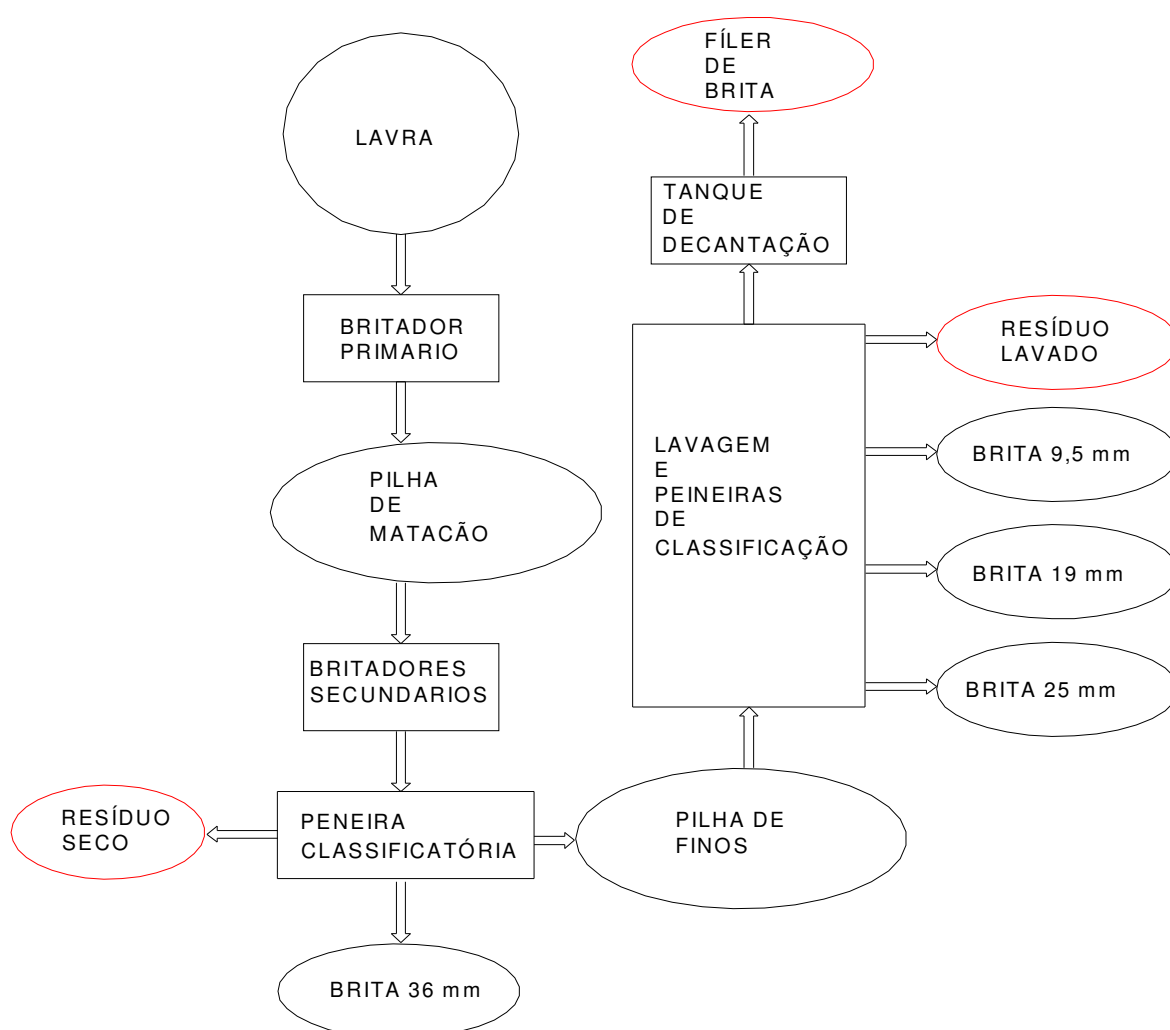 LAVRA
BRITADOR
PRIMARIO
PILHA
DE
MATACÃO
BRITADORES
SECUNDARIOS
RESÍDUO
SECO
PENEIRA
CLASSIFICATÓRIA
BRITA 36 mm
PILHA DE
FINOS
LAVAGEM
E
PEINEIRAS
DE
CLASSIFICAÇÃO
TANQUE
DE
DECANTAÇÃO
FÍLER
DE
BRITA
RESÍDUO
LAVADO
BRITA 9,5 mm
BRITA 19 mm
BRITA 25 mm